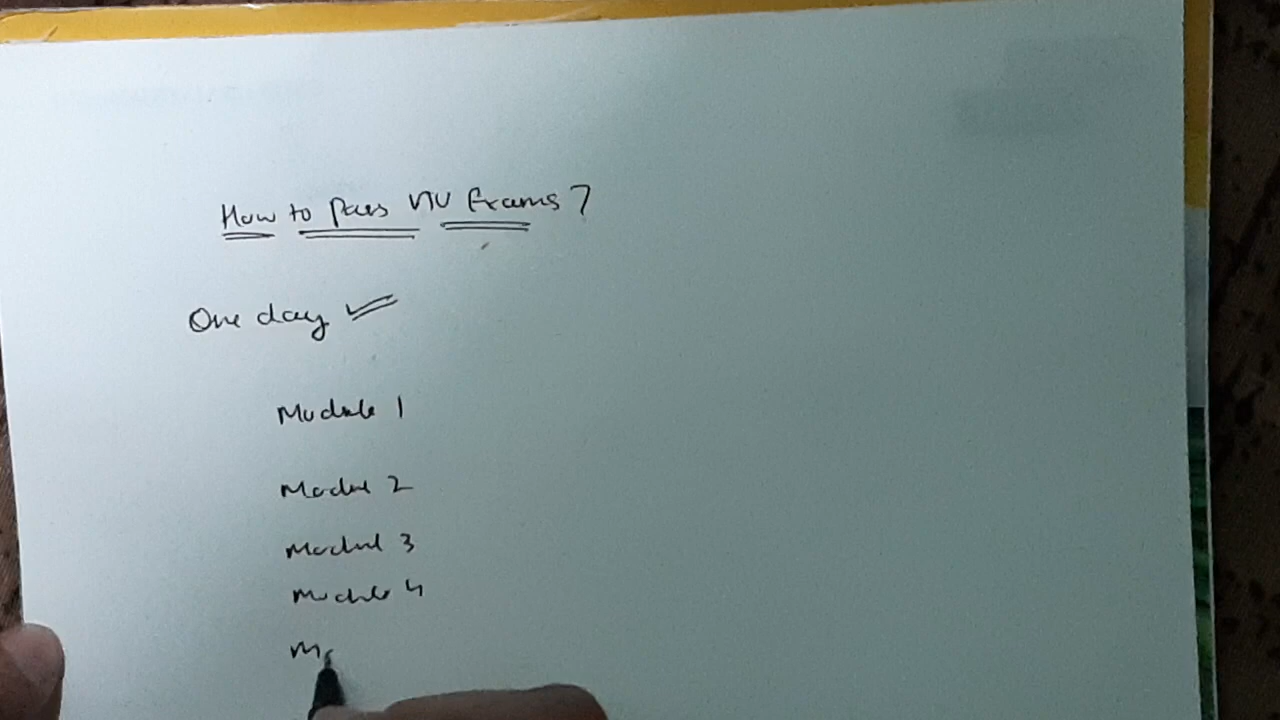 How to Pass VTU Exams ?
One day
Module 1
Module 2
Module 3
Module 4
M